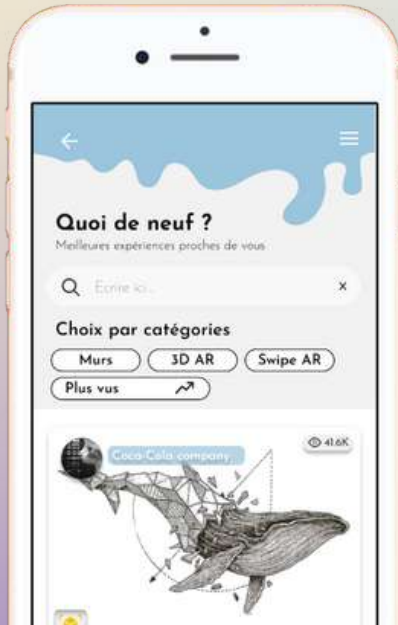 Quoi de neuf ?
Meilleures expériences proches de vous
Ecrire ici...
x
Choix par catégories
Murs
3D AR
Swipe AR
Plus vus
Coca-Cola company
41.6K